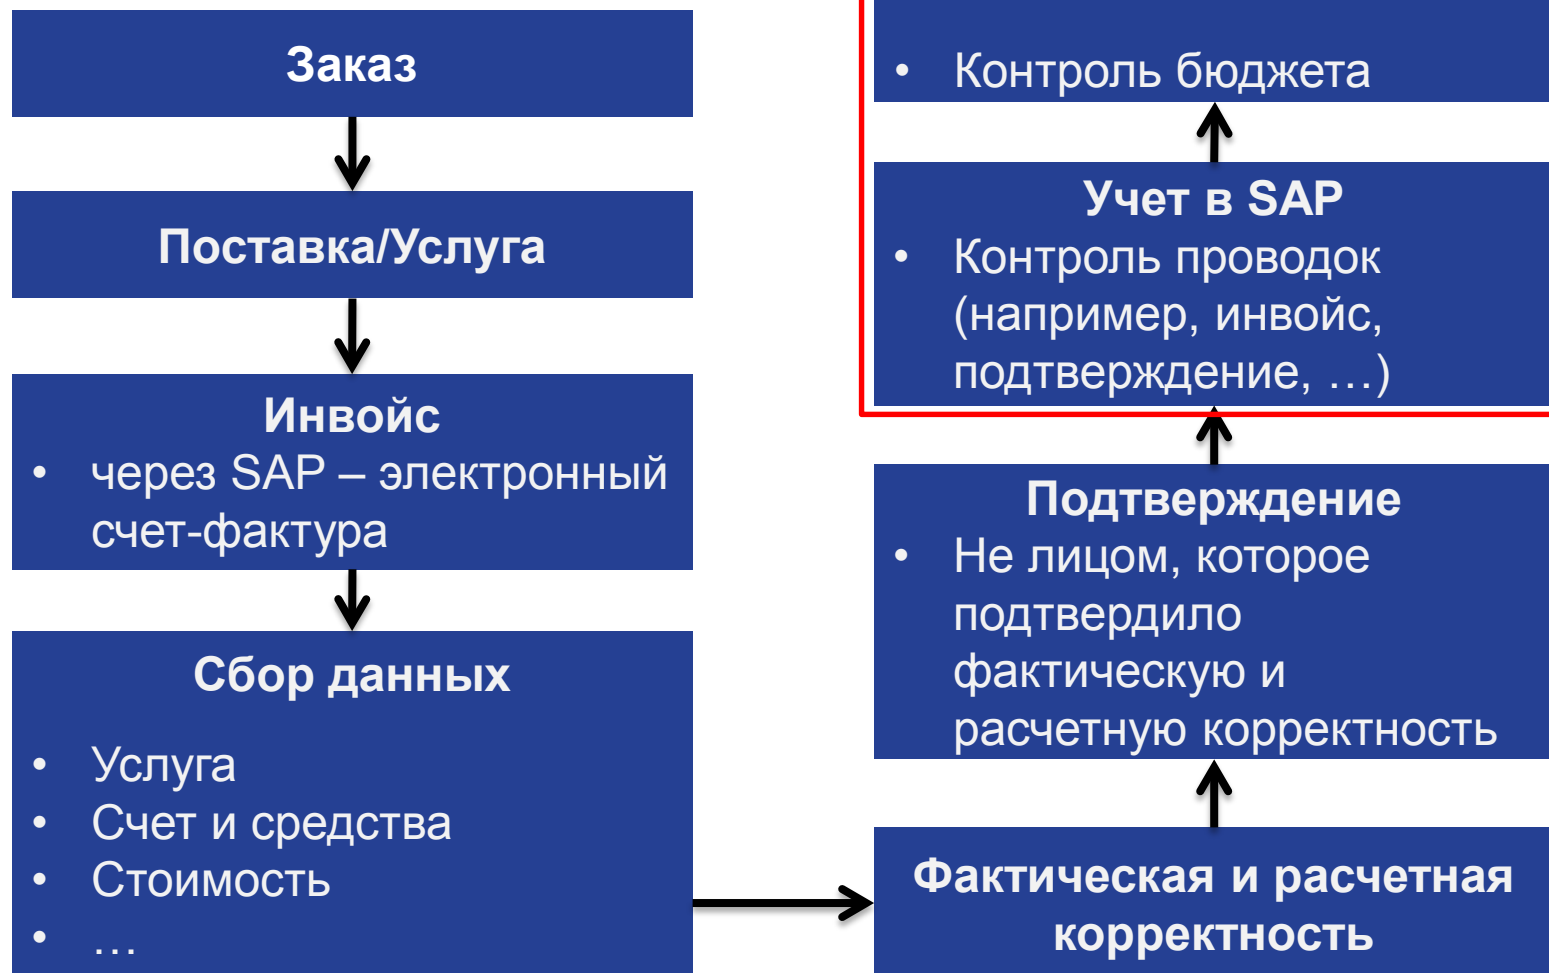 Заказ
Поставка/Услуга
Инвойс
• через SAP – электронный
счет-фактура
Сбор данных
• Услуга
• Счет и средства
• Стоимость
• …
• Контроль бюджета
Учет в SAP
• Контроль проводок
(например, инвойс,
подтверждение, …)
Подтверждение
• Не лицом, которое
подтвердило
фактическую и
расчетную корректность
Фактическая и расчетная
корректность